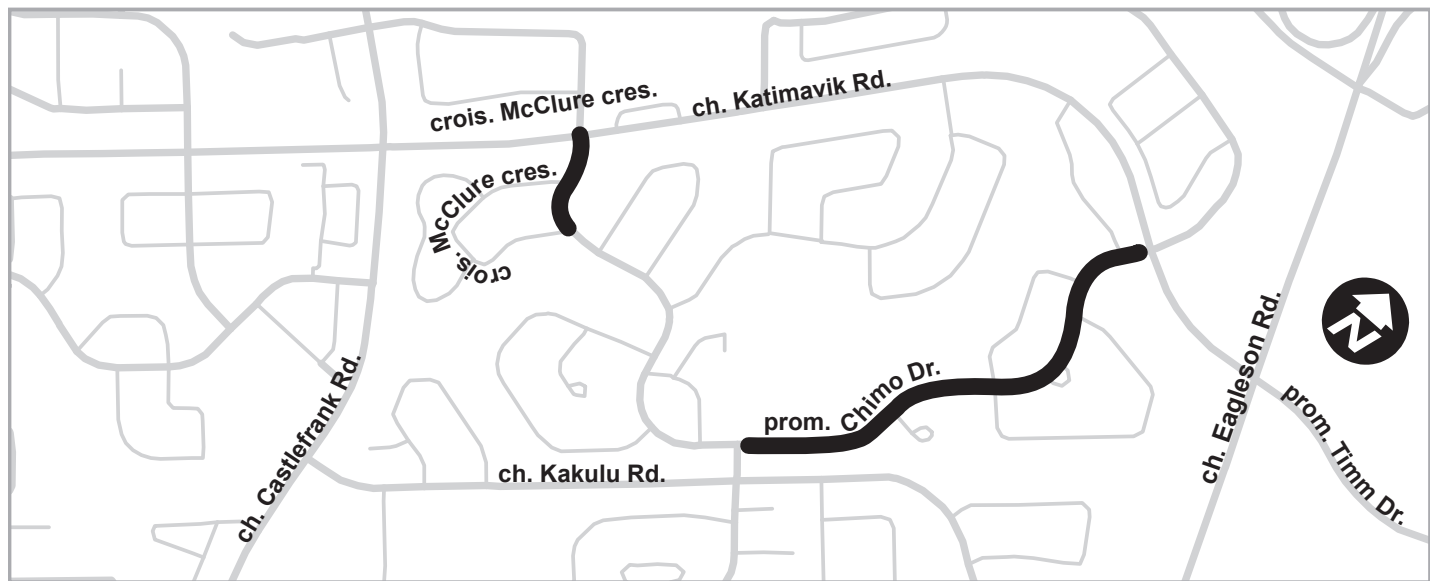 crois. McClure cres.
ch. Katimavik Rd.
crois. McClure cres.
crois.
prom. Chimo Dr.
ch. Kakulu Rd.
ch. Castlefrank Rd.
ch. Eagleson Rd.
prom. Timm Dr.
N